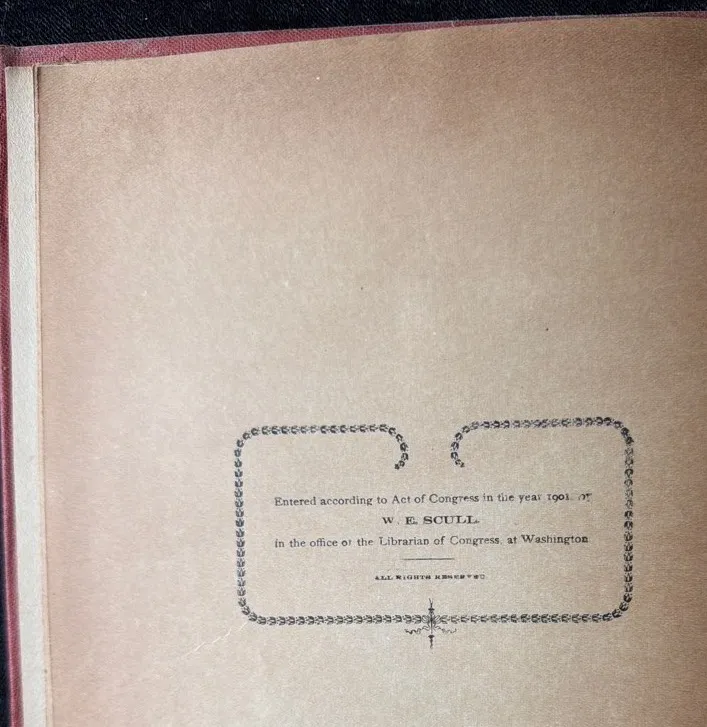 Entered according to Act of Congress in the year 1901, by
W. E. SCULL
in the office of the Librarian of Congress, at Washington
ALL RIGHTS RESERVED